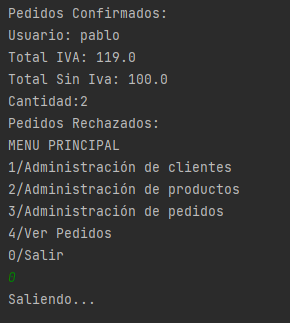 Pedidos Confirmados:
Usuario: pablo
Total IVA: 119.0
Total Sin Iva: 100.0
Cantidad:2
Pedidos Rechazados:
MENU PRINCIPAL
1/Administración de clientes
2/Administración de productos
3/Administración de pedidos
4/Ver Pedidos
0/Salir
0
Saliendo...